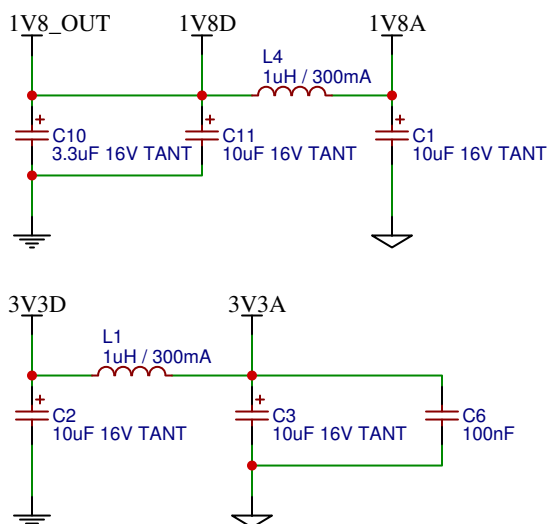 1V8_OUT 1V8D 1V8A
L4
1uH / 300mA
+ + +
C10 C11 C1
3.3uF 16V TANT 10uF 16V TANT 10uF 16V TANT
3V3D 3V3A
L1
1uH / 300mA
+ +
C2 C3 C6
10uF 16V TANT 10uF 16V TANT 100nF